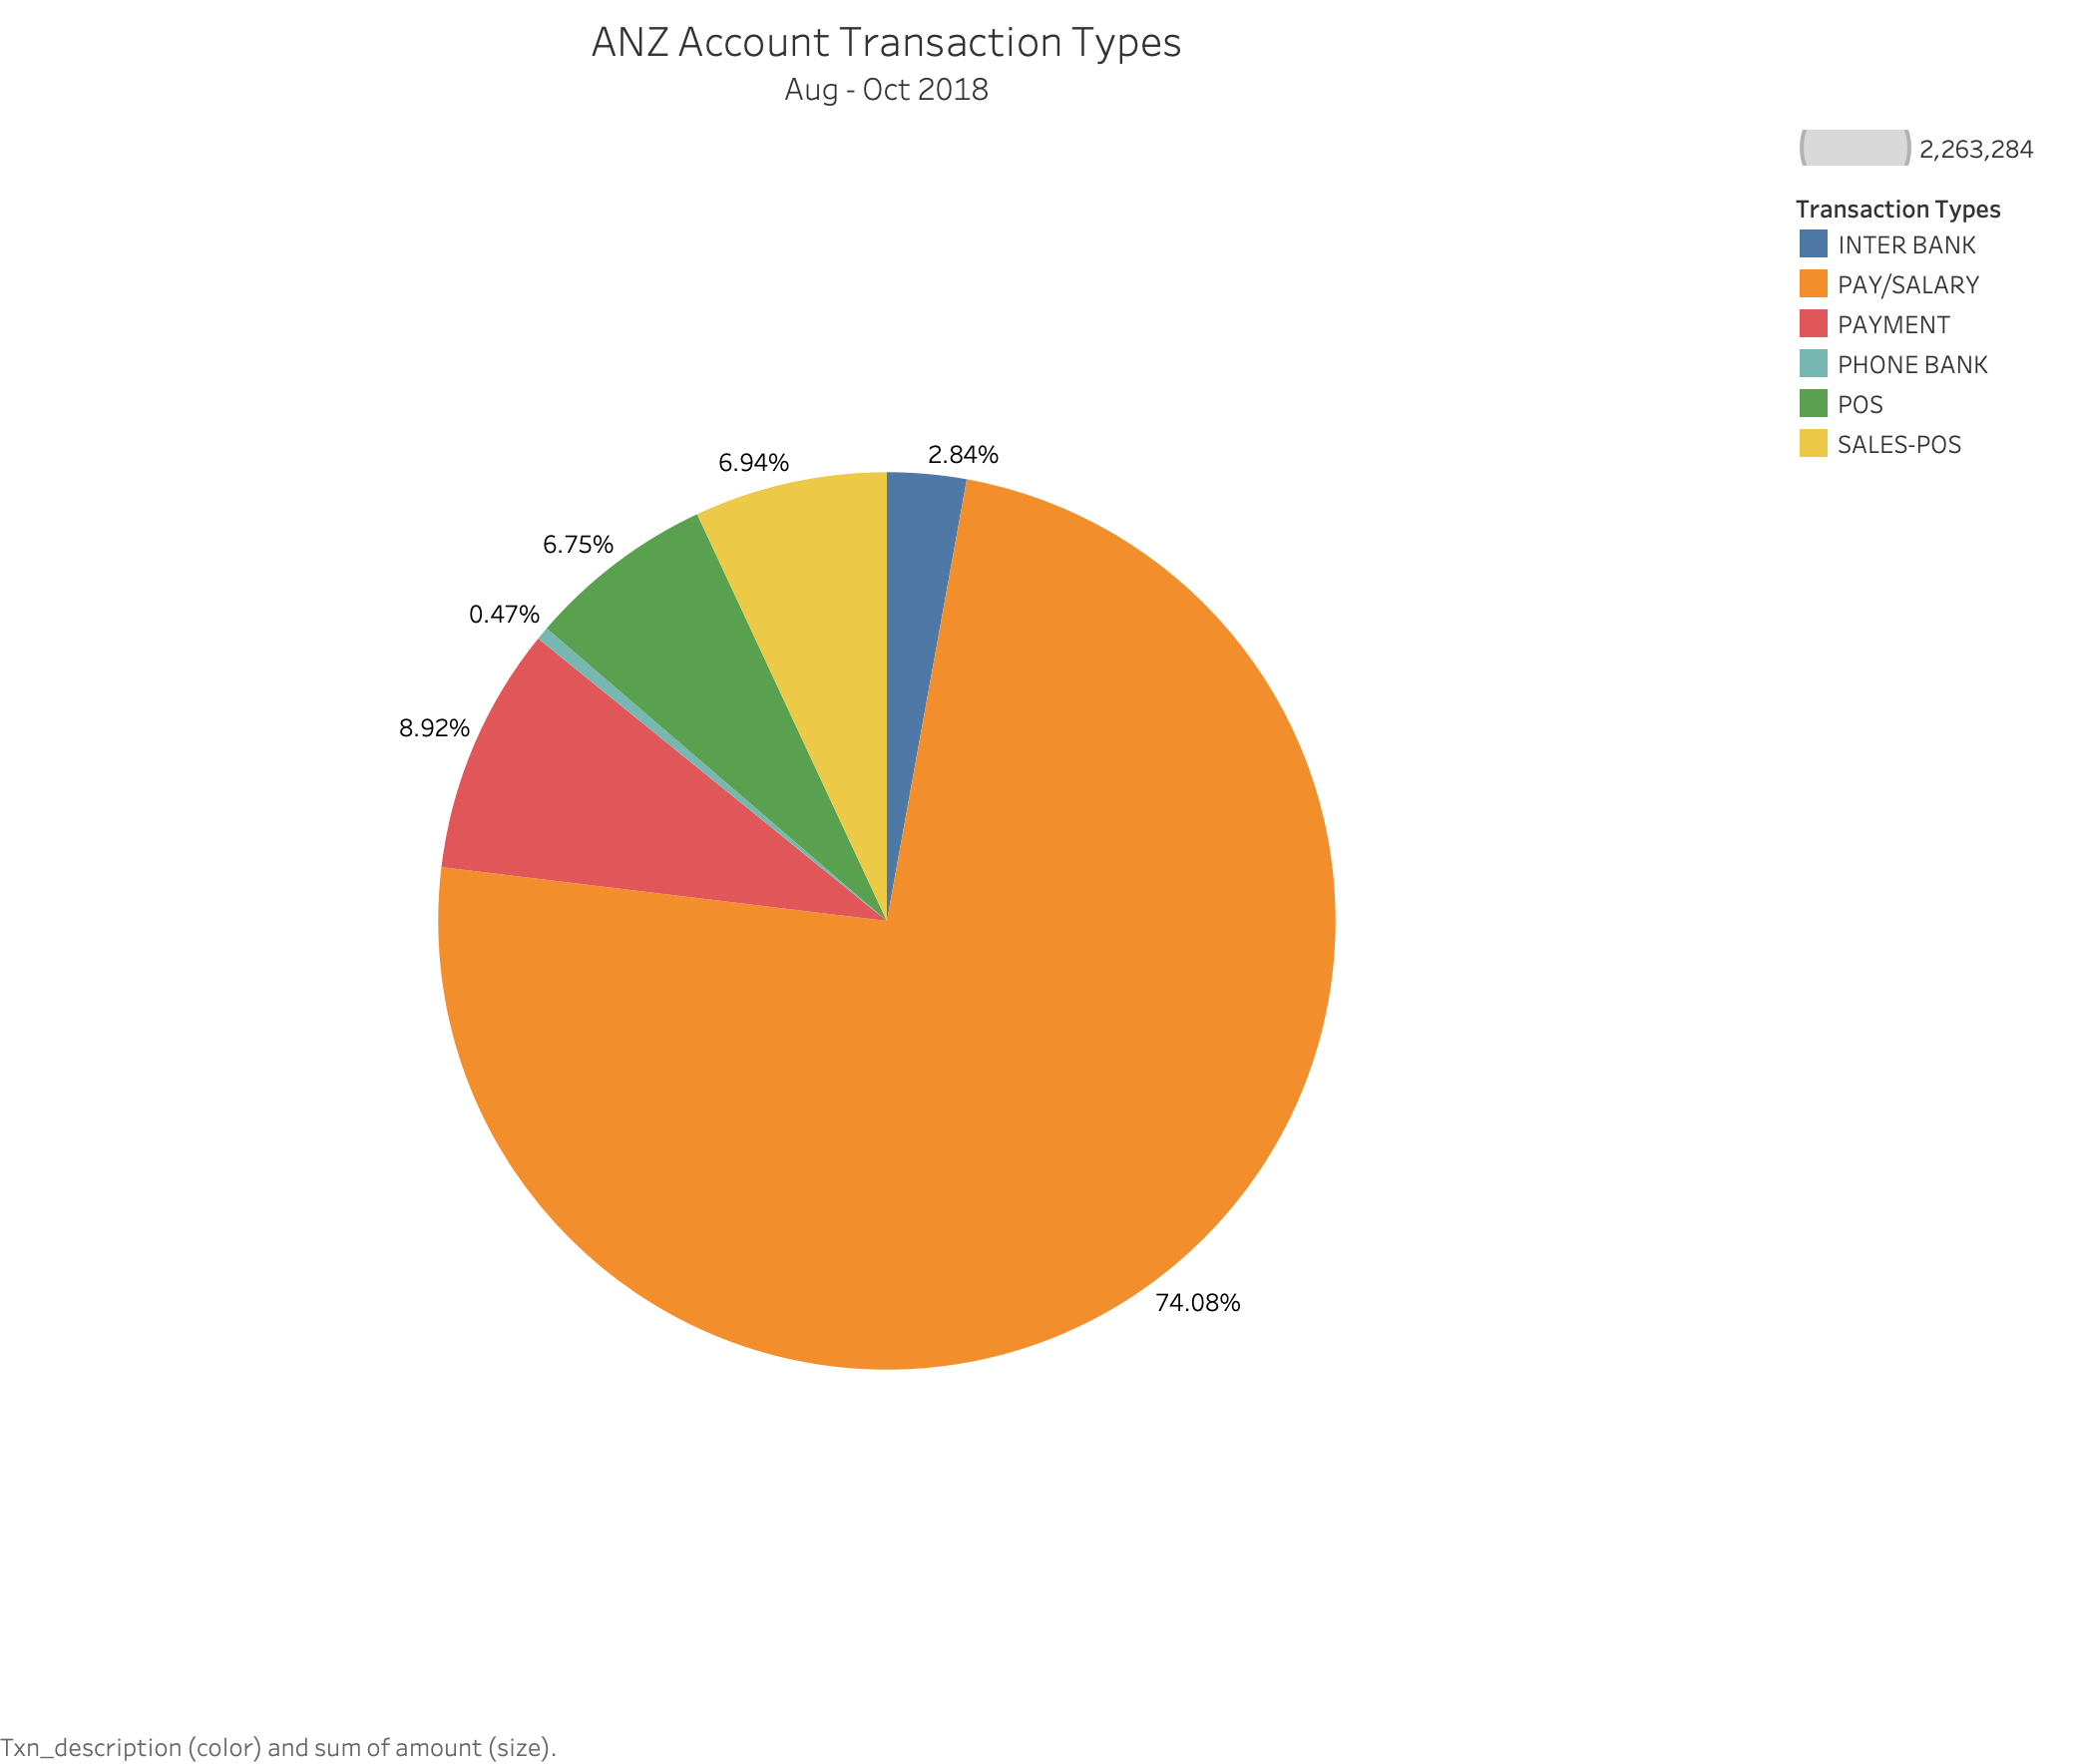 ANZ Account Transaction Types
Aug - Oct 2018
2,263,284
Transaction Types
INTER BANK
PAY/SALARY
PAYMENT
PHONE BANK
POS
SALES-POS
2.84%
6.94%
6.75%
0.47%
8.92%
74.08%
Txn_description (color) and sum of amount (size).